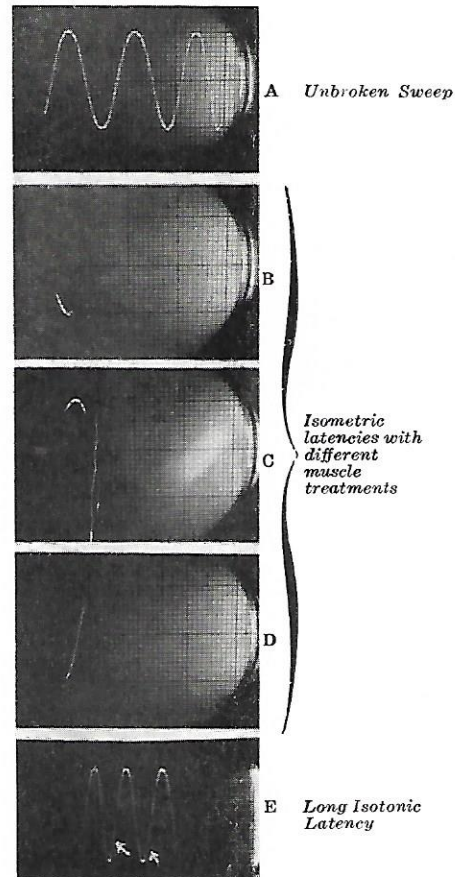 A Unbroken Sweep
B
Isometric
latencies with
C different
muscle
treatments
D
E Long Isotonic
Latency